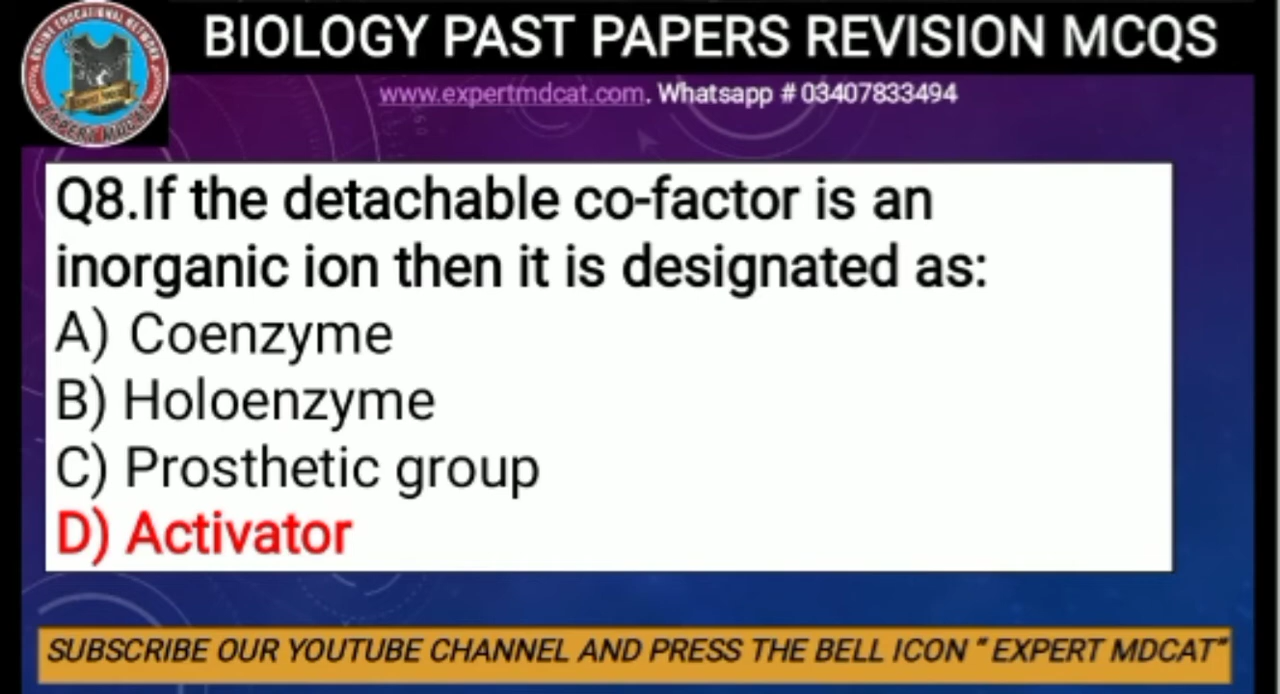 BIOLOGY PAST PAPERS REVISION MCQS
www.expertmdcat.com. Whatsapp # 03407833494
Q8.If the detachable co-factor is an
inorganic ion then it is designated as:
A) Coenzyme
B) Holoenzyme
C) Prosthetic group
D) Activator
SUBSCRIBE OUR YOUTUBE CHANNEL AND PRESS THE BELL ICON " EXPERT MDCAT"